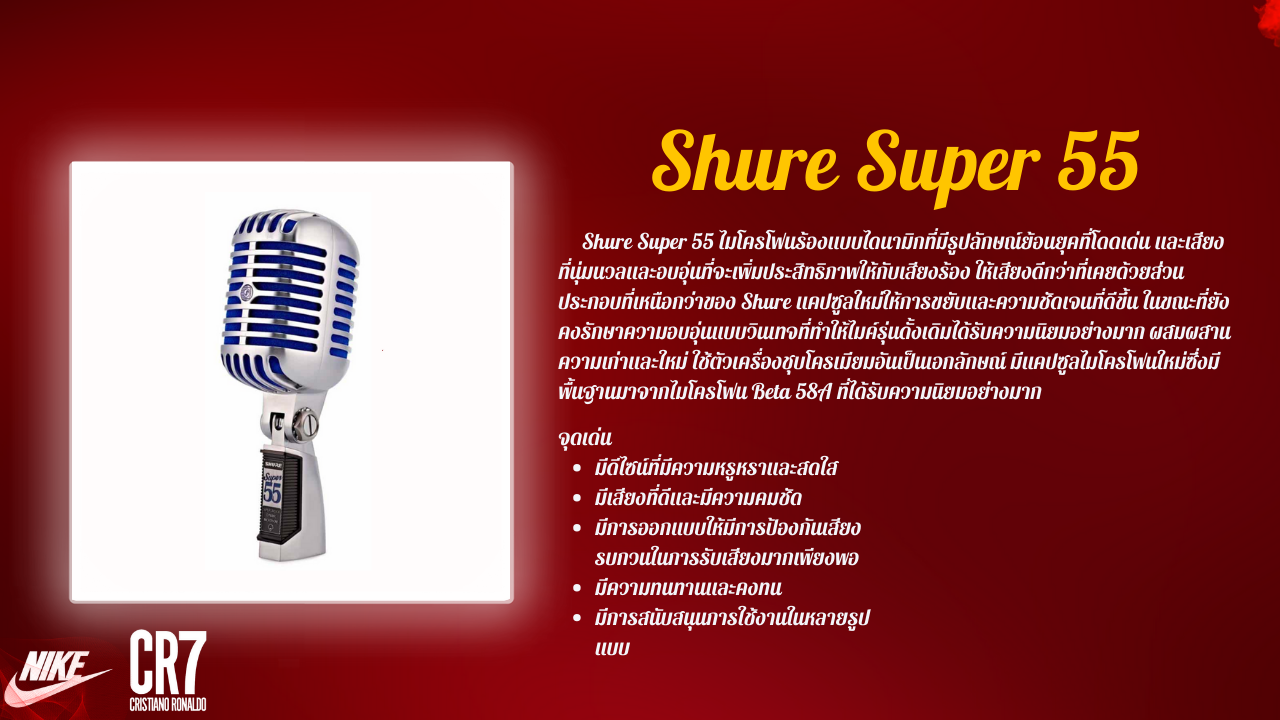 Shure Super 55
Shure Super 55 ไมโครโฟนร้องแบบไดนามิกที่มีรูปลักษณ์ย้อนยุคที่โดดเด่น และเสียง
ที่นุ่มนวลและอบอุ่นที่จะเพิ่มประสิทธิภาพให้กับเสียงร้อง ให้เสียงดีกว่าที่เคยด้วยส่วน
ประกอบที่เหนือกว่าของ Shure แคปซูลใหม่ให้การขยับและความชัดเจนที่ดีขึ้น ในขณะที่ยัง
คงรักษาความอบอุ่นแบบวินเทจที่ทำให้ไมค์รุ่นดั้งเดิมได้รับความนิยมอย่างมาก ผสมผสาน
ความเก่าและใหม่ ใช้ตัวเครื่องชุบโครเมียมอันเป็นเอกลักษณ์ มีแคปซูลไมโครโฟนใหม่ซึ่งมี
พื้นฐานมาจากไมโครโฟน Beta 58A ที่ได้รับความนิยมอย่างมาก
จุดเด่น
มีดีไซน์ที่มีความหรูหราและสดใส
มีเสียงที่ดีและมีความคมชัด
มีการออกแบบให้มีการป้องกันเสียง
รบกวนในการรับเสียงมากเพียงพอ
มีความทนทานและคงทน
มีการสนับสนุนการใช้งานในหลายรูป
แบบ
SHURE
Super
55
NIKE
CR7
CRISTIANO RONALDO